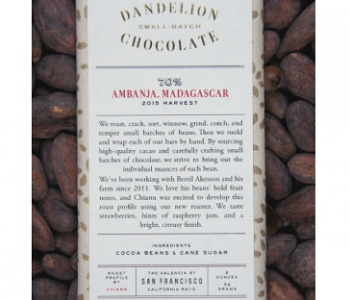 DANDELION
SMALL-BATCH
CHOCOLATE
70%
AMBANJA, MADAGASCAR
2015 HARVEST
We roast, crack, sort, winnow, grind, conch, and
temper small batches of beans. Then we mold
and wrap each of our bars by hand. By sourcing
high-quality cacao and carefully crafting small
batches of chocolate, we strive to bring out the
individual nuances of each bean.
We've been working with Bertil Akesson and his
farm since 2011. We love his beans' bold fruit
notes, and Chiann was excited to develop this
roast profile using our new roaster. We taste
strawberries, hints of raspberry jam, and a
bright, citrusy finish.
INGREDIENTS
COCOA BEANS & CANE SUGAR
ROAST
PROFILE
BY
CHIANN
740 VALENCIA ST
SAN FRANCISCO
CALIFORNIA 94110
2
OUNCES
56
GRAMS